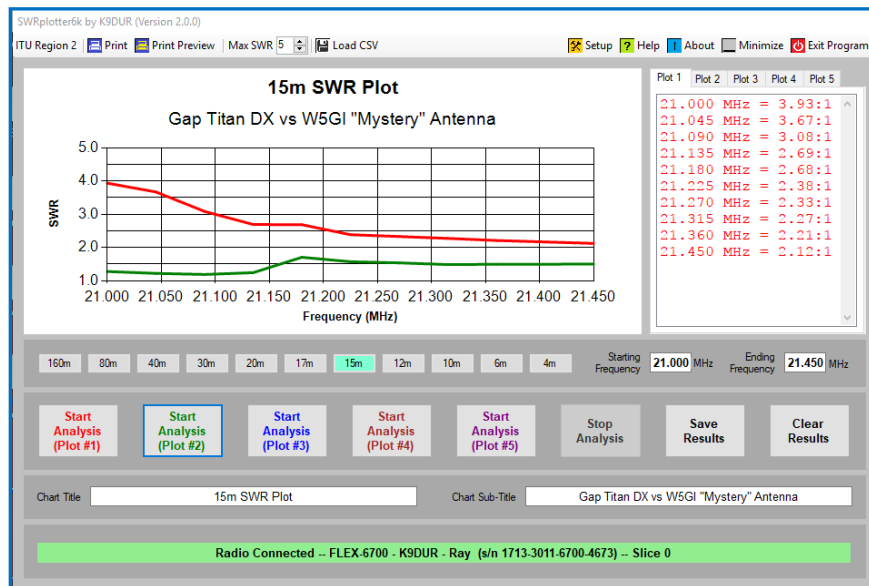 SWRplotter6k by K9DUR (Version 2.0.0)
ITU Region 2 Print Print Preview Max SWR 5 Load CSV Setup ? Help About Minimize Exit Program
15m SWR Plot
Gap Titan DX vs W5GI "Mystery" Antenna
5.0
4.0
3.0
2.0
1.0
SWR
21.000 21.050 21.100 21.150 21.200 21.250 21.300 21.350 21.400 21.450
Frequency (MHz)
Plot 1 Plot 2 Plot 3 Plot 4 Plot 5
21.000 MHz = 3.93:1
21.045 MHz = 3.67:1
21.090 MHz = 3.08:1
21.135 MHz = 2.69:1
21.180 MHz = 2.68:1
21.225 MHz = 2.38:1
21.270 MHz = 2.33:1
21.315 MHz = 2.27:1
21.360 MHz = 2.21:1
21.450 MHz = 2.12:1
160m 80m 40m 30m 20m 17m 15m 12m 10m 6m 4m
Starting
Frequency
21.000 MHz
Ending
Frequency
21.450 MHz
Start
Analysis
(Plot #1)
Start
Analysis
(Plot #2)
Start
Analysis
(Plot #3)
Start
Analysis
(Plot #4)
Start
Analysis
(Plot #5)
Stop
Analysis
Save
Results
Clear
Results
Chart Title 15m SWR Plot
Chart Sub-Title Gap Titan DX vs W5GI "Mystery" Antenna
Radio Connected -- FLEX-6700 - K9DUR - Ray (s/n 1713-3011-6700-4673) -- Slice 0